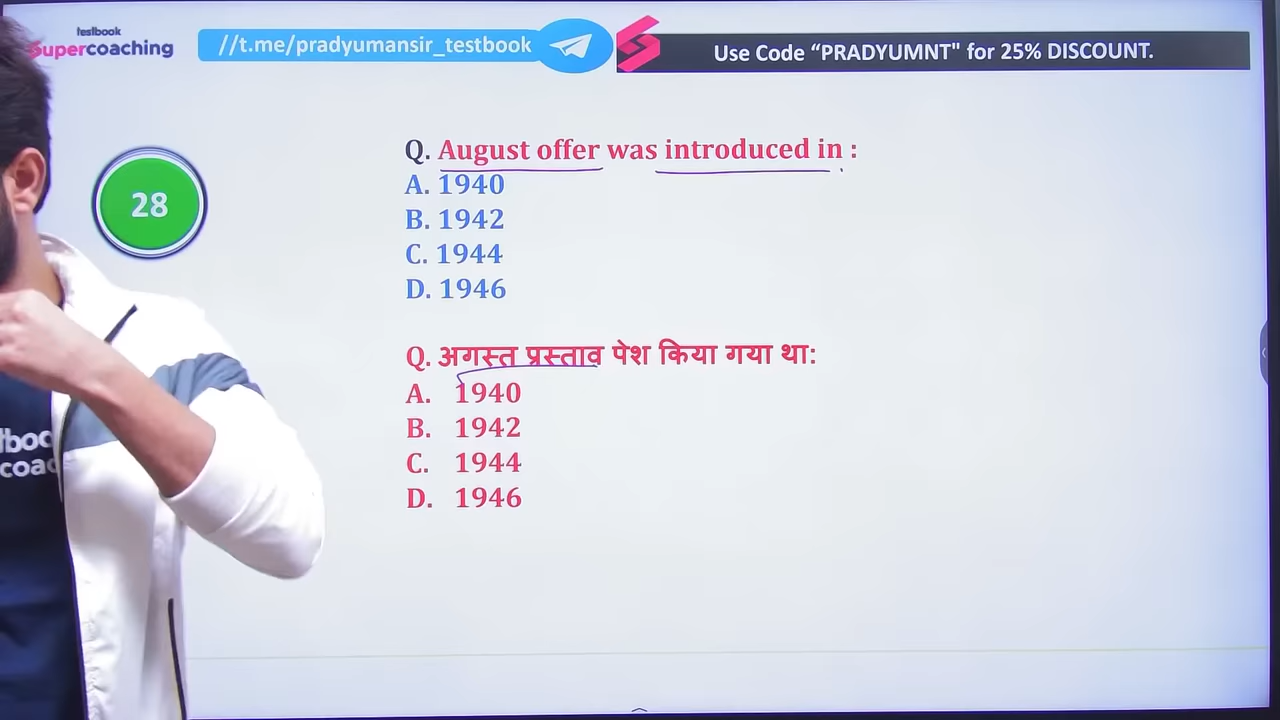 testbook
supercoaching
//t.me/pradyumansir_testbook
Use Code “PRADYUMNT" for 25% DISCOUNT.
28
Q. August offer was introduced in :
A. 1940
B. 1942
C. 1944
D. 1946
Q. अगस्त प्रस्ताव पेश किया गया था:
A. 1940
B. 1942
C. 1944
D. 1946